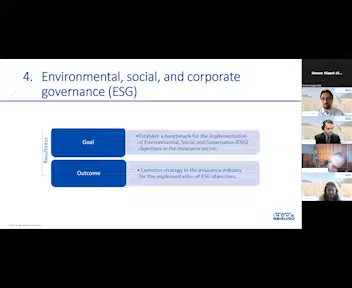 4. Environmental, social, and corporate
governance (ESG)
Goal
• Establish a benchmark for the implementation
of Environmental, Social and Governance (ESG)
objectives in the insurance sector.
Outcome
• Common strategy in the insurance industry
for the implementation of ESG objectives.